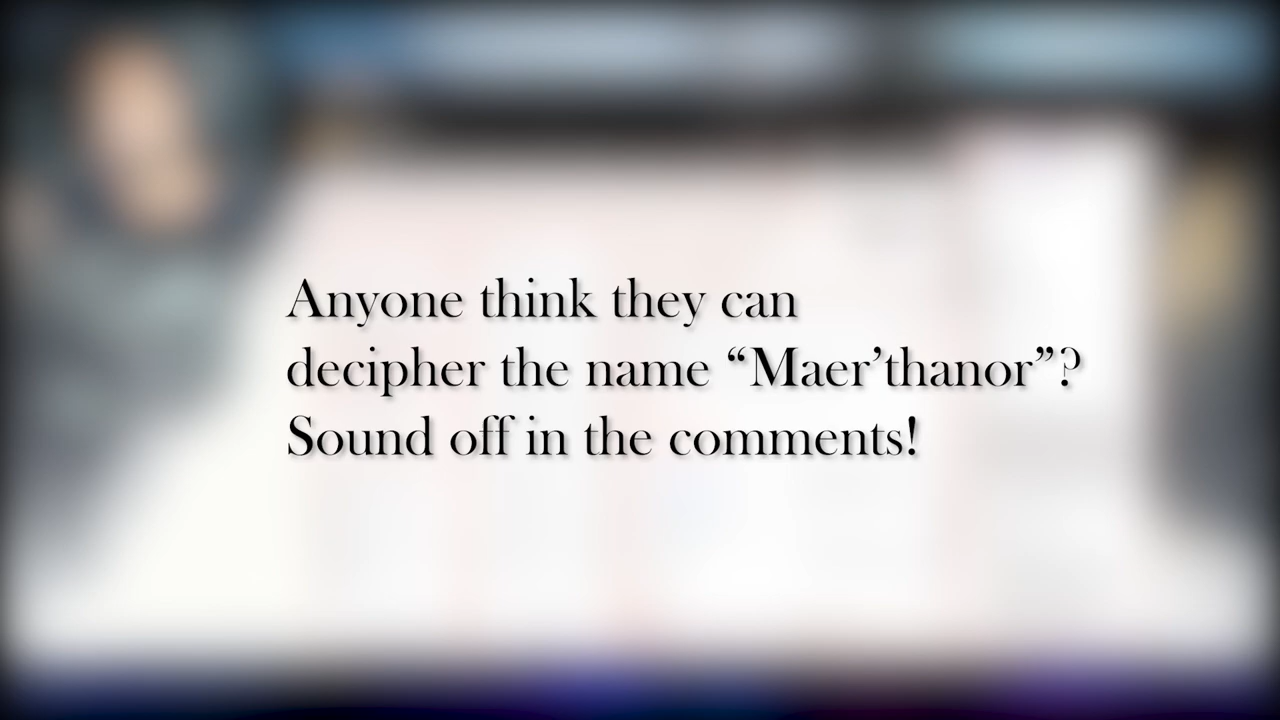 Anyone think they can
decipher the name “Maer’thanor”?
Sound off in the comments!